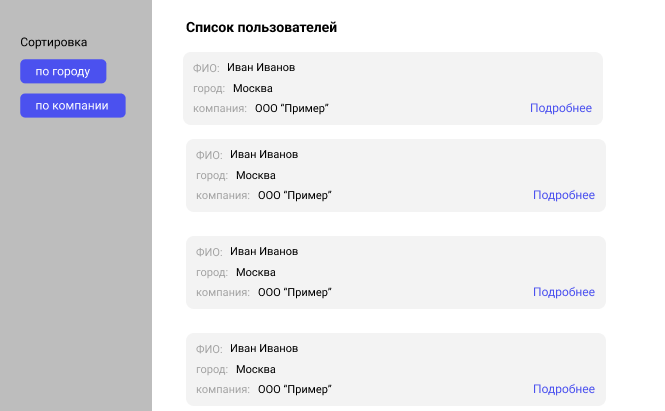 Сортировка
по городу
по компании
Список пользователей
ФИО: Иван Иванов
город: Москва
компания: ООО “Пример”
Подробнее
ФИО: Иван Иванов
город: Москва
компания: ООО “Пример”
Подробнее
ФИО: Иван Иванов
город: Москва
компания: ООО “Пример”
Подробнее
ФИО: Иван Иванов
город: Москва
компания: ООО “Пример”
Подробнее